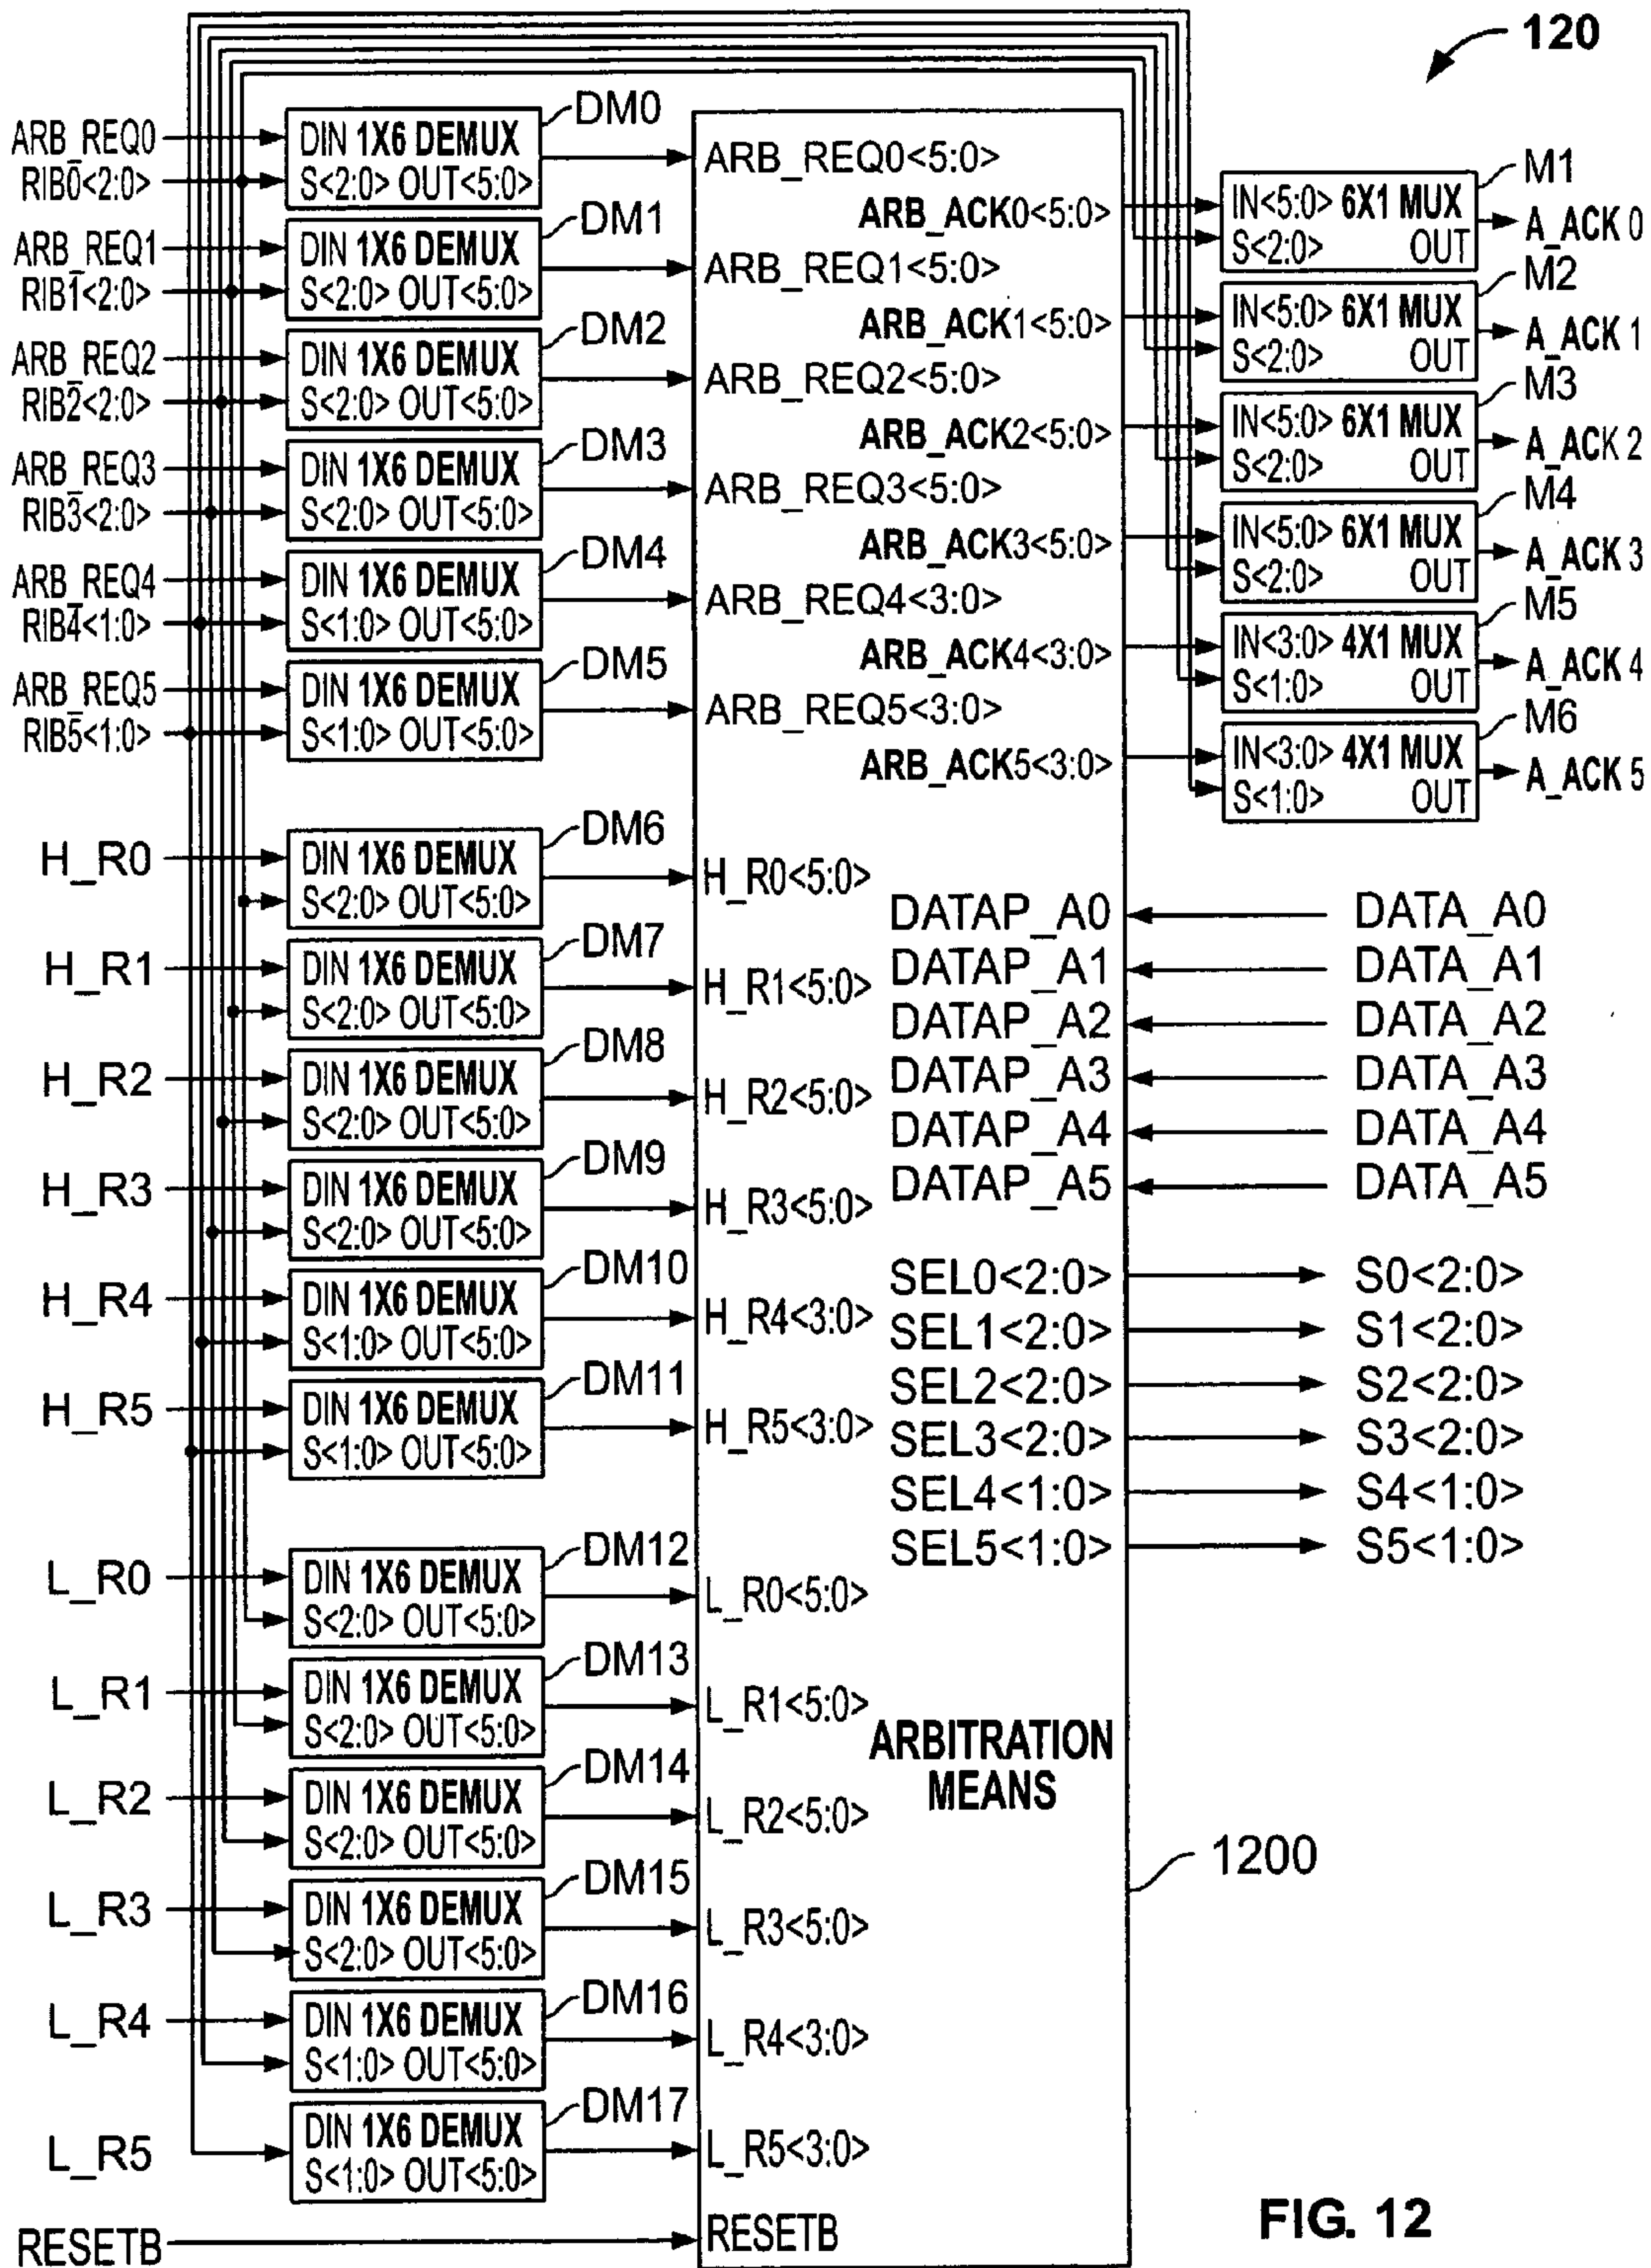 120
ARB_REQ0
RIB0<2:0>
DIN 1X6 DEMUX
S<2:0> OUT<5:0>
DM0
ARB_REQ0<5:0>
ARB_ACK0<5:0>
IN<5:0> 6X1 MUX
S<2:0> OUT
M1
A_ACK 0
ARB_REQ1
RIB1<2:0>
DIN 1X6 DEMUX
S<2:0> OUT<5:0>
DM1
ARB_REQ1<5:0>
ARB_ACK1<5:0>
IN<5:0> 6X1 MUX
S<2:0> OUT
M2
A_ACK 1
ARB_REQ2
RIB2<2:0>
DIN 1X6 DEMUX
S<2:0> OUT<5:0>
DM2
ARB_REQ2<5:0>
ARB_ACK2<5:0>
IN<5:0> 6X1 MUX
S<2:0> OUT
M3
A_ACK 2
ARB_REQ3
RIB3<2:0>
DIN 1X6 DEMUX
S<2:0> OUT<5:0>
DM3
ARB_REQ3<5:0>
ARB_ACK3<5:0>
IN<5:0> 6X1 MUX
S<2:0> OUT
M4
A_ACK 3
ARB_REQ4
RIB4<1:0>
DIN 1X6 DEMUX
S<1:0> OUT<5:0>
DM4
ARB_REQ4<3:0>
ARB_ACK4<3:0>
IN<3:0> 4X1 MUX
S<1:0> OUT
M5
A_ACK 4
ARB_REQ5
RIB5<1:0>
DIN 1X6 DEMUX
S<1:0> OUT<5:0>
DM5
ARB_REQ5<3:0>
ARB_ACK5<3:0>
IN<3:0> 4X1 MUX
S<1:0> OUT
M6
A_ACK 5
H_R0
DIN 1X6 DEMUX
S<2:0> OUT<5:0>
DM6
H_R0<5:0>
H_R1
DIN 1X6 DEMUX
S<2:0> OUT<5:0>
DM7
H_R1<5:0>
H_R2
DIN 1X6 DEMUX
S<2:0> OUT<5:0>
DM8
H_R2<5:0>
H_R3
DIN 1X6 DEMUX
S<2:0> OUT<5:0>
DM9
H_R3<5:0>
H_R4
DIN 1X6 DEMUX
S<1:0> OUT<5:0>
DM10
H_R4<3:0>
H_R5
DIN 1X6 DEMUX
S<1:0> OUT<5:0>
DM11
H_R5<3:0>
DATAP_A0 DATA_A0
DATAP_A1 DATA_A1
DATAP_A2 DATA_A2
DATAP_A3 DATA_A3
DATAP_A4 DATA_A4
DATAP_A5 DATA_A5
SEL0<2:0> S0<2:0>
SEL1<2:0> S1<2:0>
SEL2<2:0> S2<2:0>
SEL3<2:0> S3<2:0>
SEL4<1:0> S4<1:0>
SEL5<1:0> S5<1:0>
L_R0
DIN 1X6 DEMUX
S<2:0> OUT<5:0>
DM12
L_R0<5:0>
L_R1
DIN 1X6 DEMUX
S<2:0> OUT<5:0>
DM13
L_R1<5:0>
L_R2
DIN 1X6 DEMUX
S<2:0> OUT<5:0>
DM14
L_R2<5:0>
L_R3
DIN 1X6 DEMUX
S<2:0> OUT<5:0>
DM15
L_R3<5:0>
L_R4
DIN 1X6 DEMUX
S<1:0> OUT<5:0>
DM16
L_R4<3:0>
L_R5
DIN 1X6 DEMUX
S<1:0> OUT<5:0>
DM17
L_R5<3:0>
ARBITRATION
MEANS
1200
RESETB
RESETB
FIG. 12